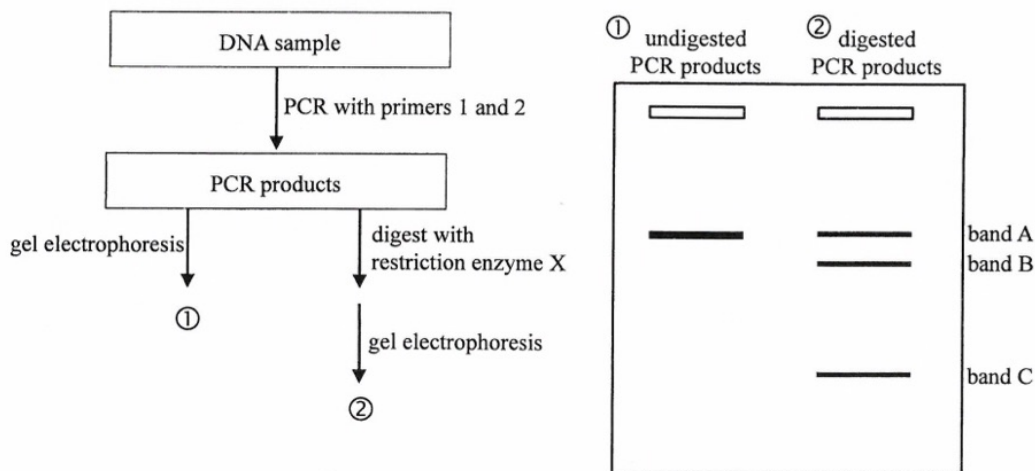 DNA sample
PCR with primers 1 and 2
PCR products
gel electrophoresis
digest with
restriction enzyme X
①
gel electrophoresis
②
① undigested
PCR products
② digested
PCR products
band A
band B
band C